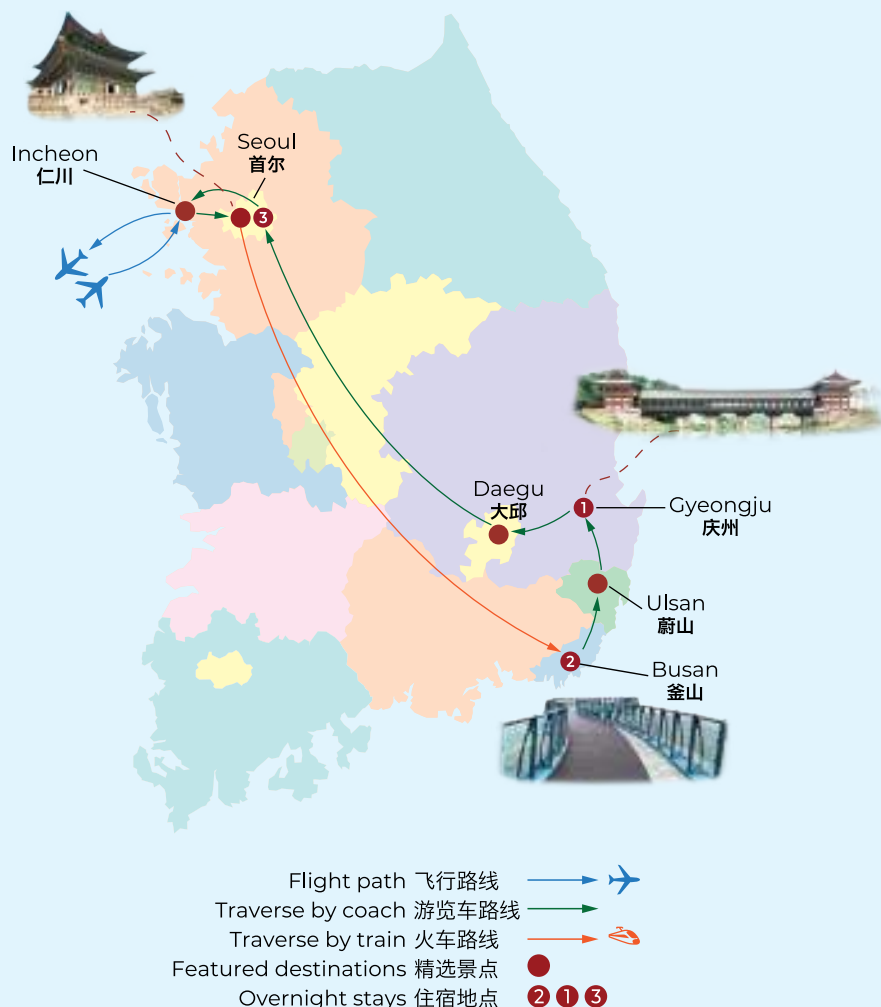 Seoul
首尔
Incheon
仁川
3
Daegu
大邱
1
Gyeongju
庆州
Ulsan
蔚山
2
Busan
釜山
Flight path 飞行路线
Traverse by coach 游览车路线
Traverse by train 火车路线
Featured destinations 精选景点
Overnight stays 住宿地点 2 1 3